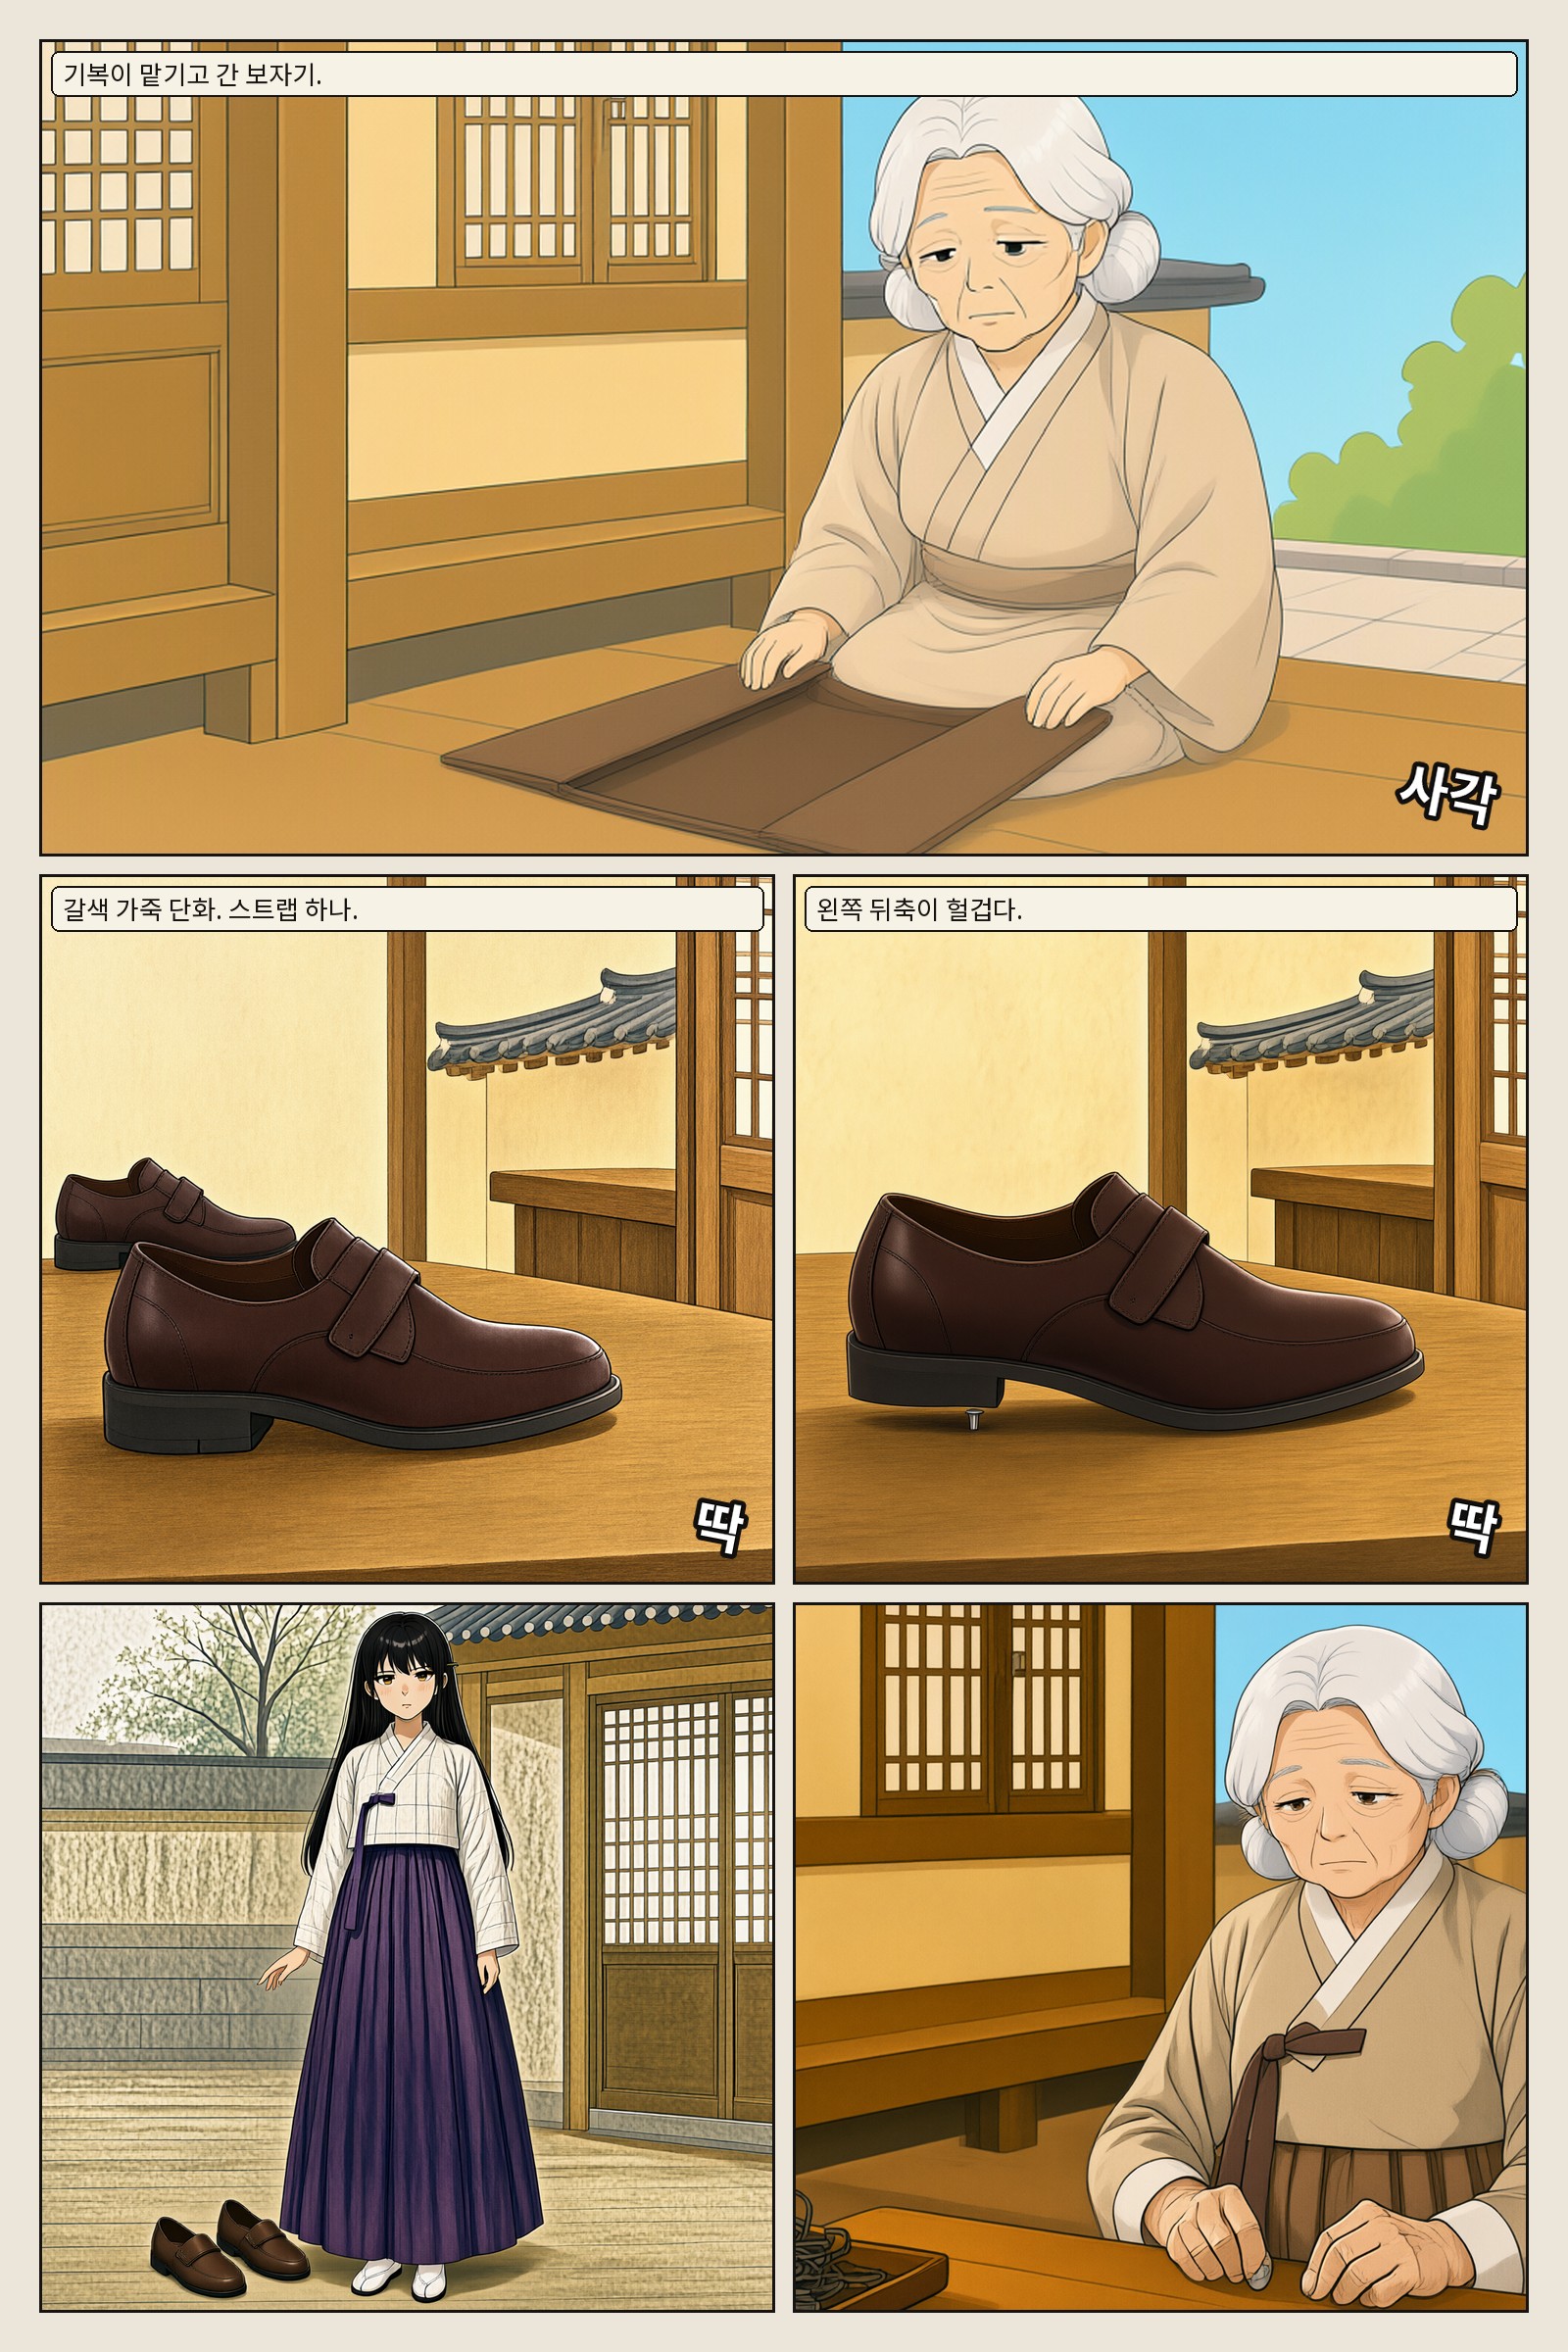 기복이 맡기고 간 보자기.
사각
갈색 가죽 단화. 스트랩 하나.
딱
왼쪽 뒤축이 헐겁다.
딱